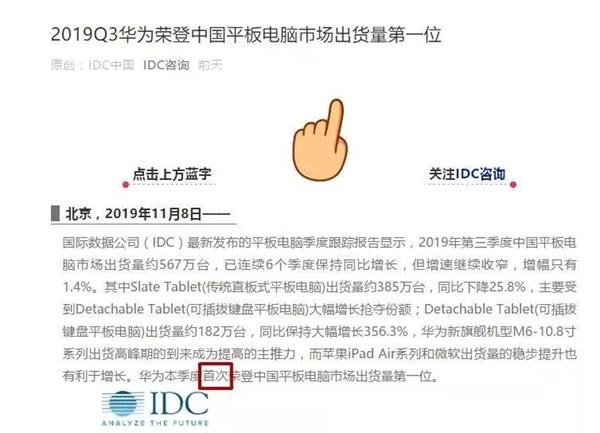 2019Q3华为荣登中国平板电脑市场出货量第一位
原创：IDC中国 IDC咨询 前天
点击上方蓝字 关注IDC咨询
北京，2019年11月8日——
国际数据公司（IDC）最新发布的平板电脑季度跟踪报告显示，2019年第三季度中国平板电
脑市场出货量约567万台，已连续6个季度保持同比增长，但增速继续收窄，增幅只有
1.4%。其中Slate Tablet(传统直板式平板电脑)出货量约385万台，同比下降25.8%，主要受
到Detachable Tablet(可插拔键盘平板电脑)大幅增长抢夺份额；Detachable Tablet(可插拔
键盘平板电脑)出货量约182万台，同比保持大幅增长356.3%，华为新旗舰机型M6-10.8寸
系列出货高峰期的到来成为提高的主推力，而苹果iPad Air系列和微软出货量的稳步提升也
有利于增长。华为本季度首次荣登中国平板电脑市场出货量第一位。
IDC
ANALYZE THE FUTURE